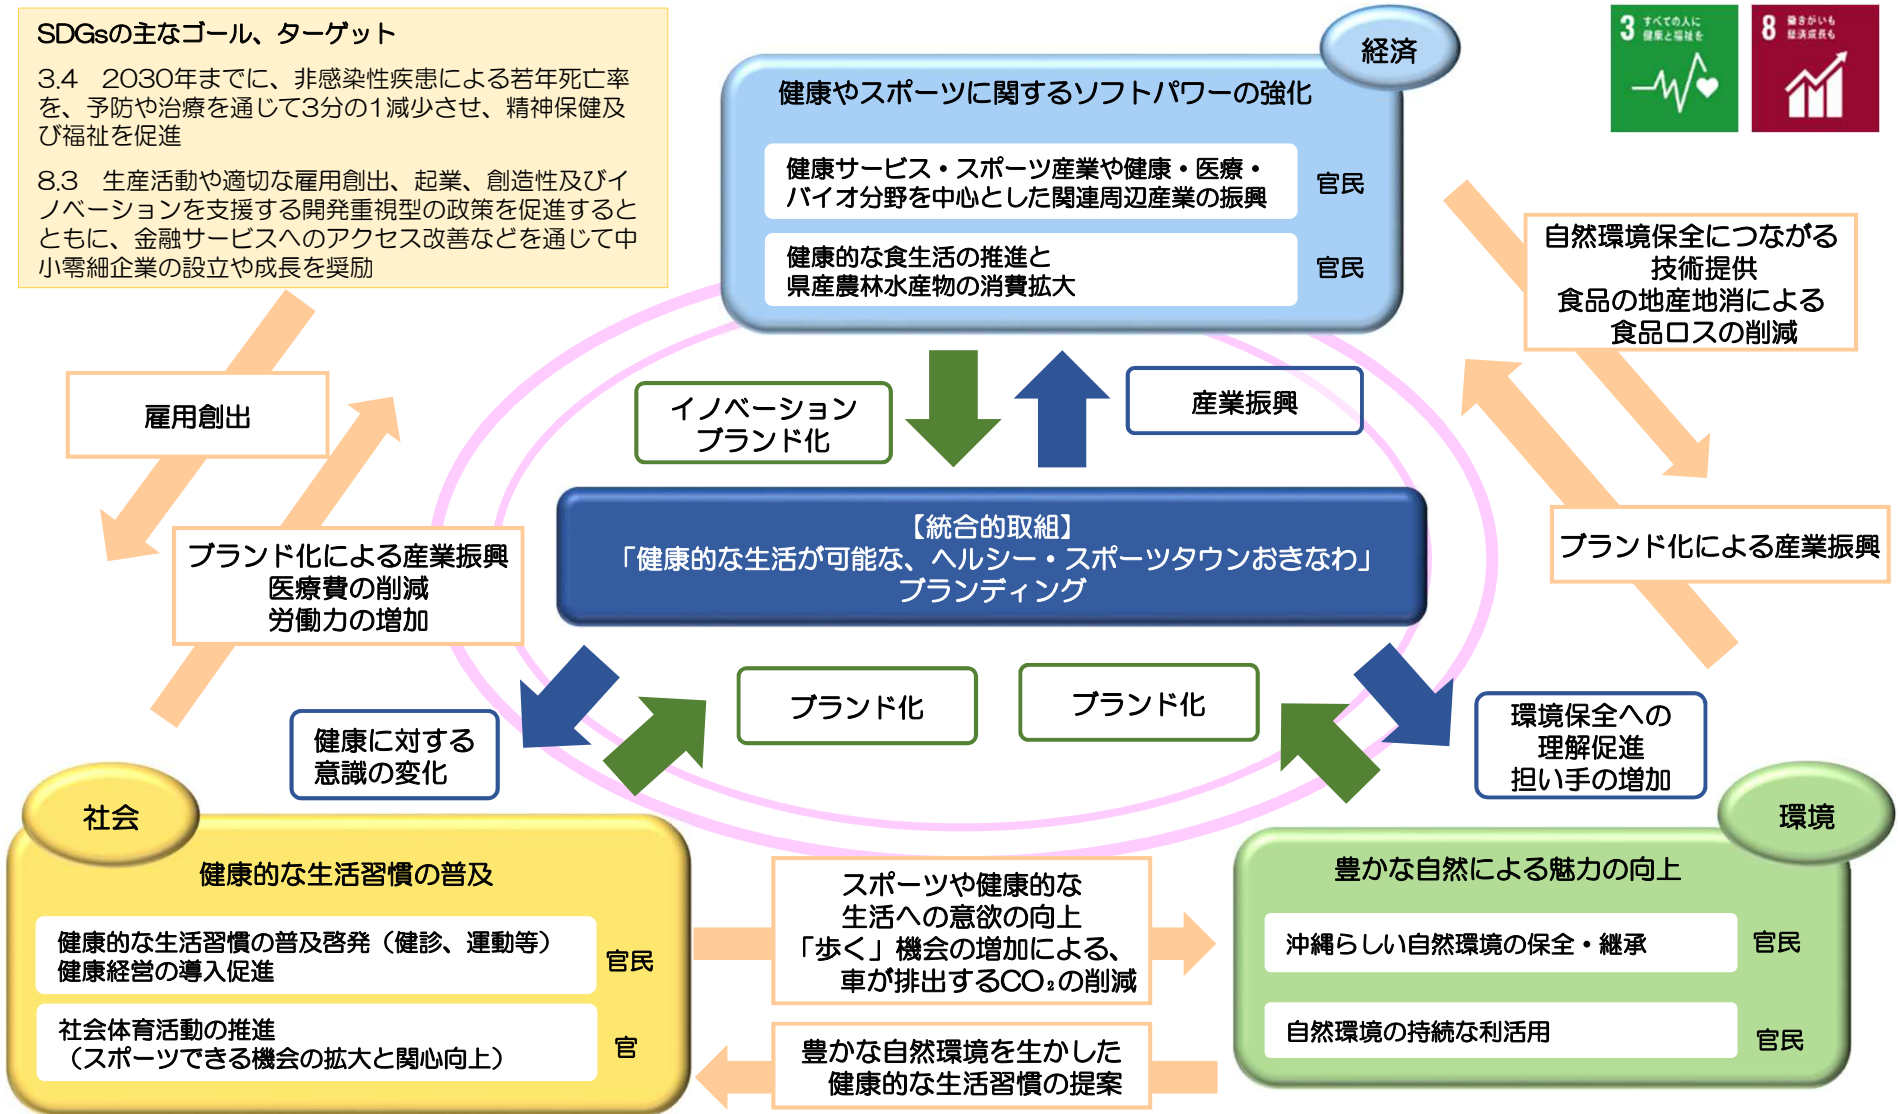 SDGsの主なゴール、ターゲット
3.4　2030年までに、非感染性疾患による若年死亡率
を、予防や治療を通じて3分の1減少させ、精神保健及
び福祉を促進
8.3　生産活動や適切な雇用創出、起業、創造性及びイ
ノベーションを支援する開発重視型の政策を促進すると
ともに、金融サービスへのアクセス改善などを通じて中
小零細企業の設立や成長を奨励
経済
健康やスポーツに関するソフトパワーの強化
健康サービス・スポーツ産業や健康・医療・
バイオ分野を中心とした関連周辺産業の振興
官民
健康的な食生活の推進と
県産農林水産物の消費拡大
官民
3 すべての人に
健康と福祉を
8 働きがいも
経済成長も
自然環境保全につながる
技術提供
食品の地産地消による
食品ロスの削減
雇用創出
イノベーション
ブランド化
産業振興
ブランド化による産業振興
医療費の削減
労働力の増加
【統合的取組】
「健康的な生活が可能な、ヘルシー・スポーツタウンおきなわ」
ブランディング
ブランド化による産業振興
健康に対する
意識の変化
ブランド化
ブランド化
環境保全への
理解促進
担い手の増加
社会
健康的な生活習慣の普及
健康的な生活習慣の普及啓発（健診、運動等）
健康経営の導入促進
官民
社会体育活動の推進
（スポーツできる機会の拡大と関心向上）
官
スポーツや健康的な
生活への意欲の向上
「歩く」機会の増加による、
車が排出するCO₂の削減
豊かな自然環境を生かした
健康的な生活習慣の提案
環境
豊かな自然による魅力の向上
沖縄らしい自然環境の保全・継承
官民
自然環境の持続な利活用
官民